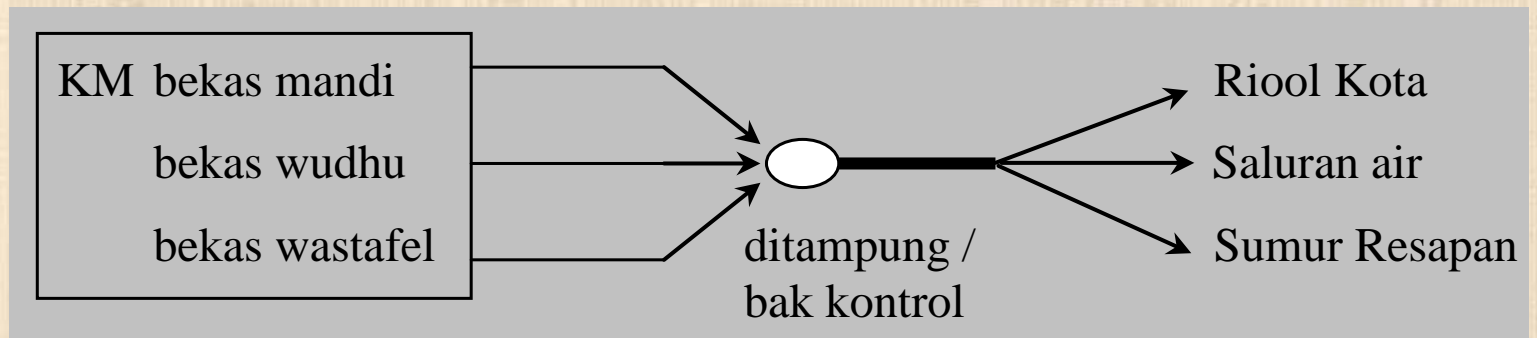 KM bekas mandi
bekas wudhu
bekas wastafel
ditampung /
bak kontrol
Riool Kota
Saluran air
Sumur Resapan